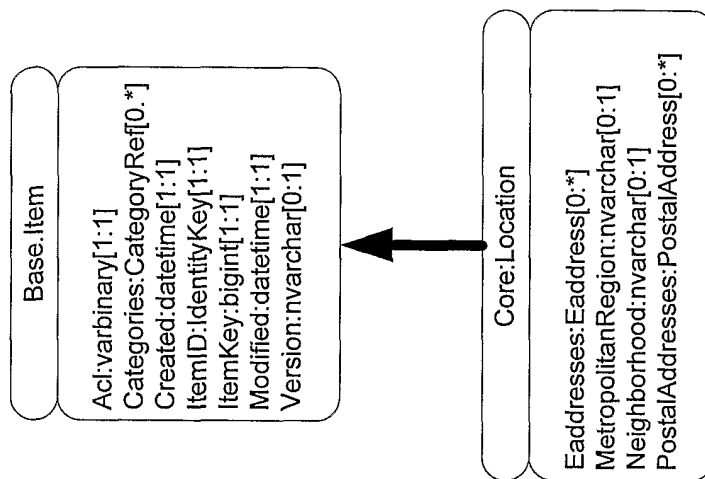 Base.Item
Acl:varbinary[1:1]
Categories:CategoryRef[0.*]
Created:datetime[1:1]
ItemID:IdentityKey[1:1]
ItemKey:bigint[1:1]
Modified:datetime[1:1]
Version:nvarchar[0:1]
Core:Location
Eaddresses:Eaddress[0:*]
MetropolitanRegion:nvarchar[0:1]
Neighborhood:nvarchar[0:1]
PostalAddresses:PostalAddress[0:*]